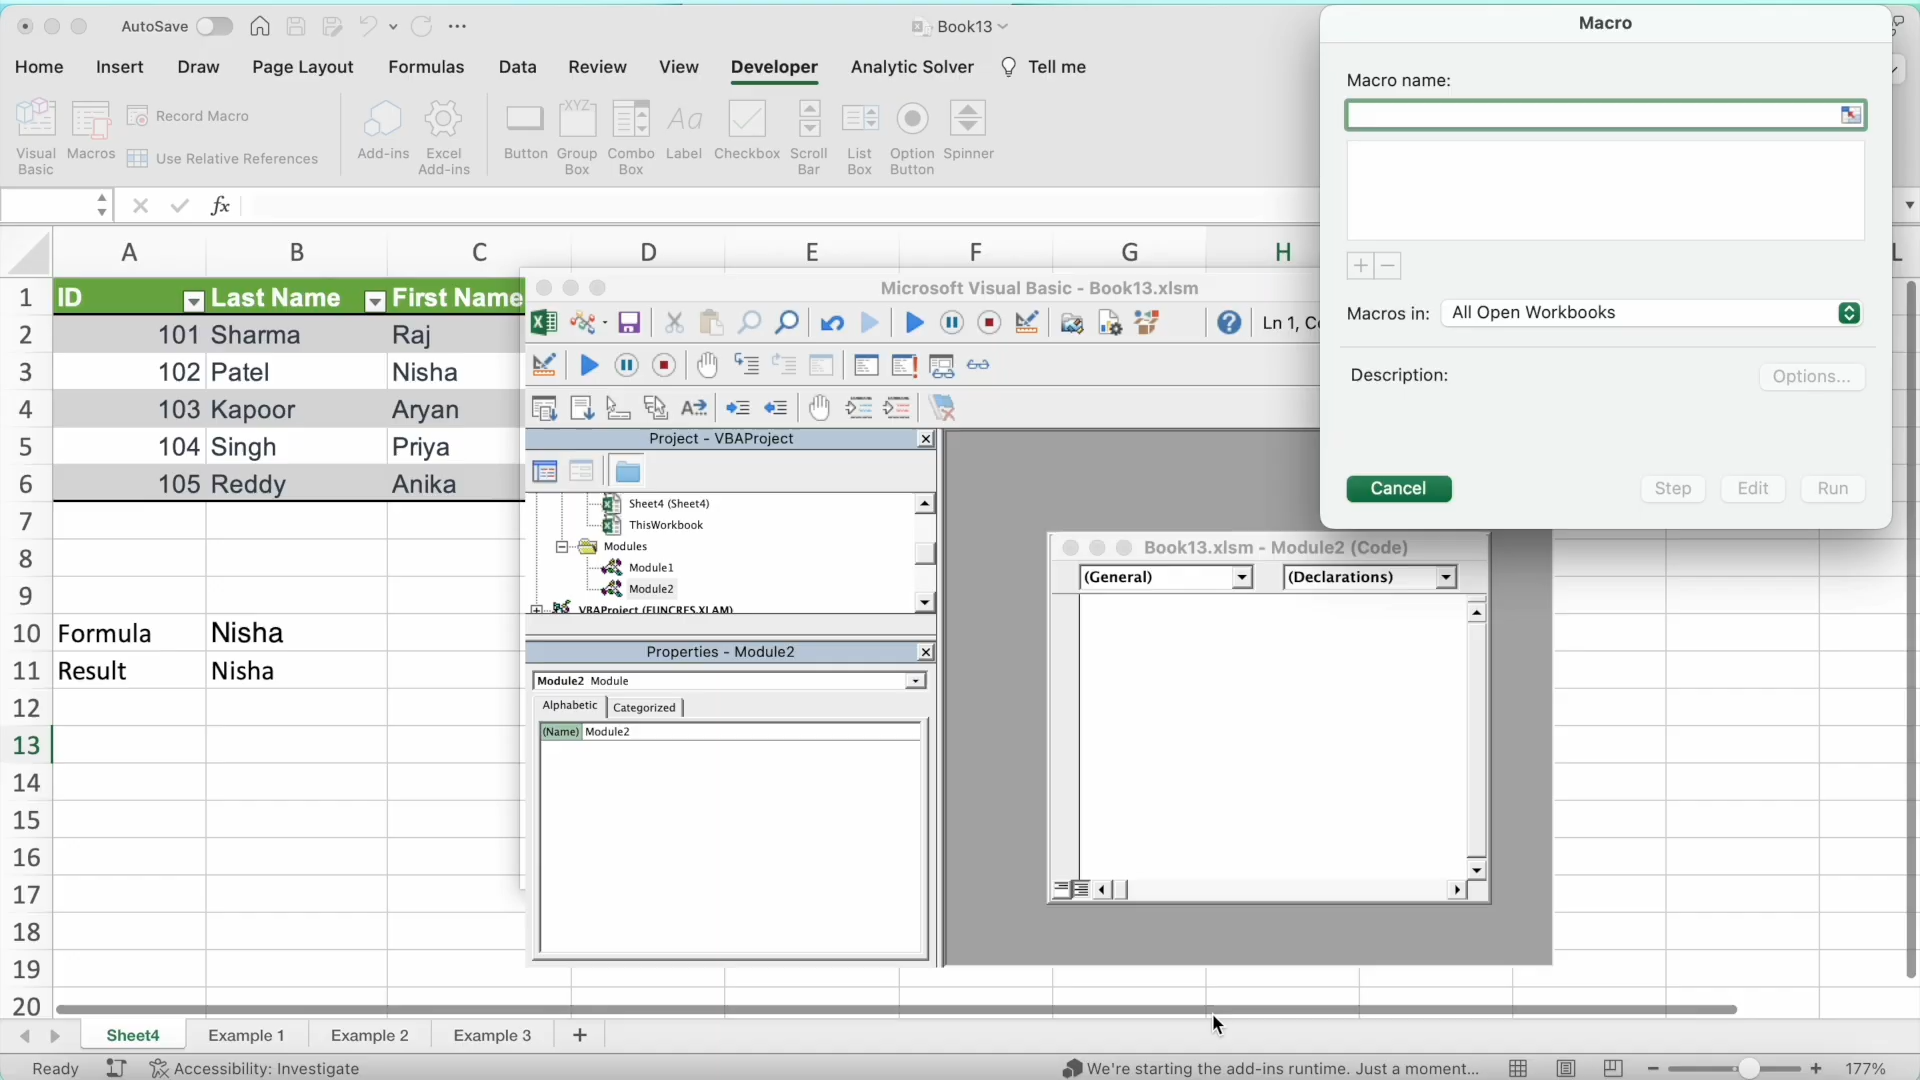 AutoSave
Book13
Macro
Home Insert Draw Page Layout Formulas Data Review View Developer Analytic Solver Tell me
Visual Basic
Macros
Record Macro
Use Relative References
Add-ins
Excel Add-ins
Button
XYZ
Group Box
Combo Box
Aa
Label
Checkbox
Scroll Bar
List Box
Option Button
Spinner
fx
Macro name:
Macros in: All Open Workbooks
Description:
Options...
Cancel Step Edit Run
A B C D E F G H L
1 ID Last Name First Name
2 101 Sharma Raj
3 102 Patel Nisha
4 103 Kapoor Aryan
5 104 Singh Priya
6 105 Reddy Anika
7
8
9
10 Formula Nisha
11 Result Nisha
12
13
14
15
16
17
18
19
20
Microsoft Visual Basic - Book13.xlsm
Ln 1, Co
Project - VBAProject
Sheet4 (Sheet4)
ThisWorkbook
Modules
Module1
Module2
VBAProject (FUNCRES.XLAM)
Properties - Module2
Module2 Module
Alphabetic Categorized
(Name) Module2
Book13.xlsm - Module2 (Code)
(General) (Declarations)
Sheet4 Example 1 Example 2 Example 3
Ready Accessibility: Investigate We're starting the add-ins runtime. Just a moment... 177%